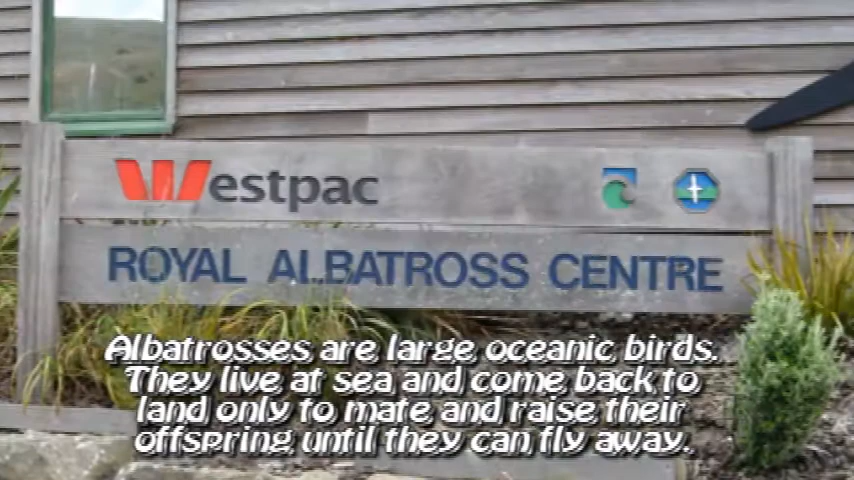 Westpac
ROYAL ALBATROSS CENTRE
Albatrosses are large oceanic birds.
They live at sea and come back to
land only to mate and raise their
offspring until they can fly away.